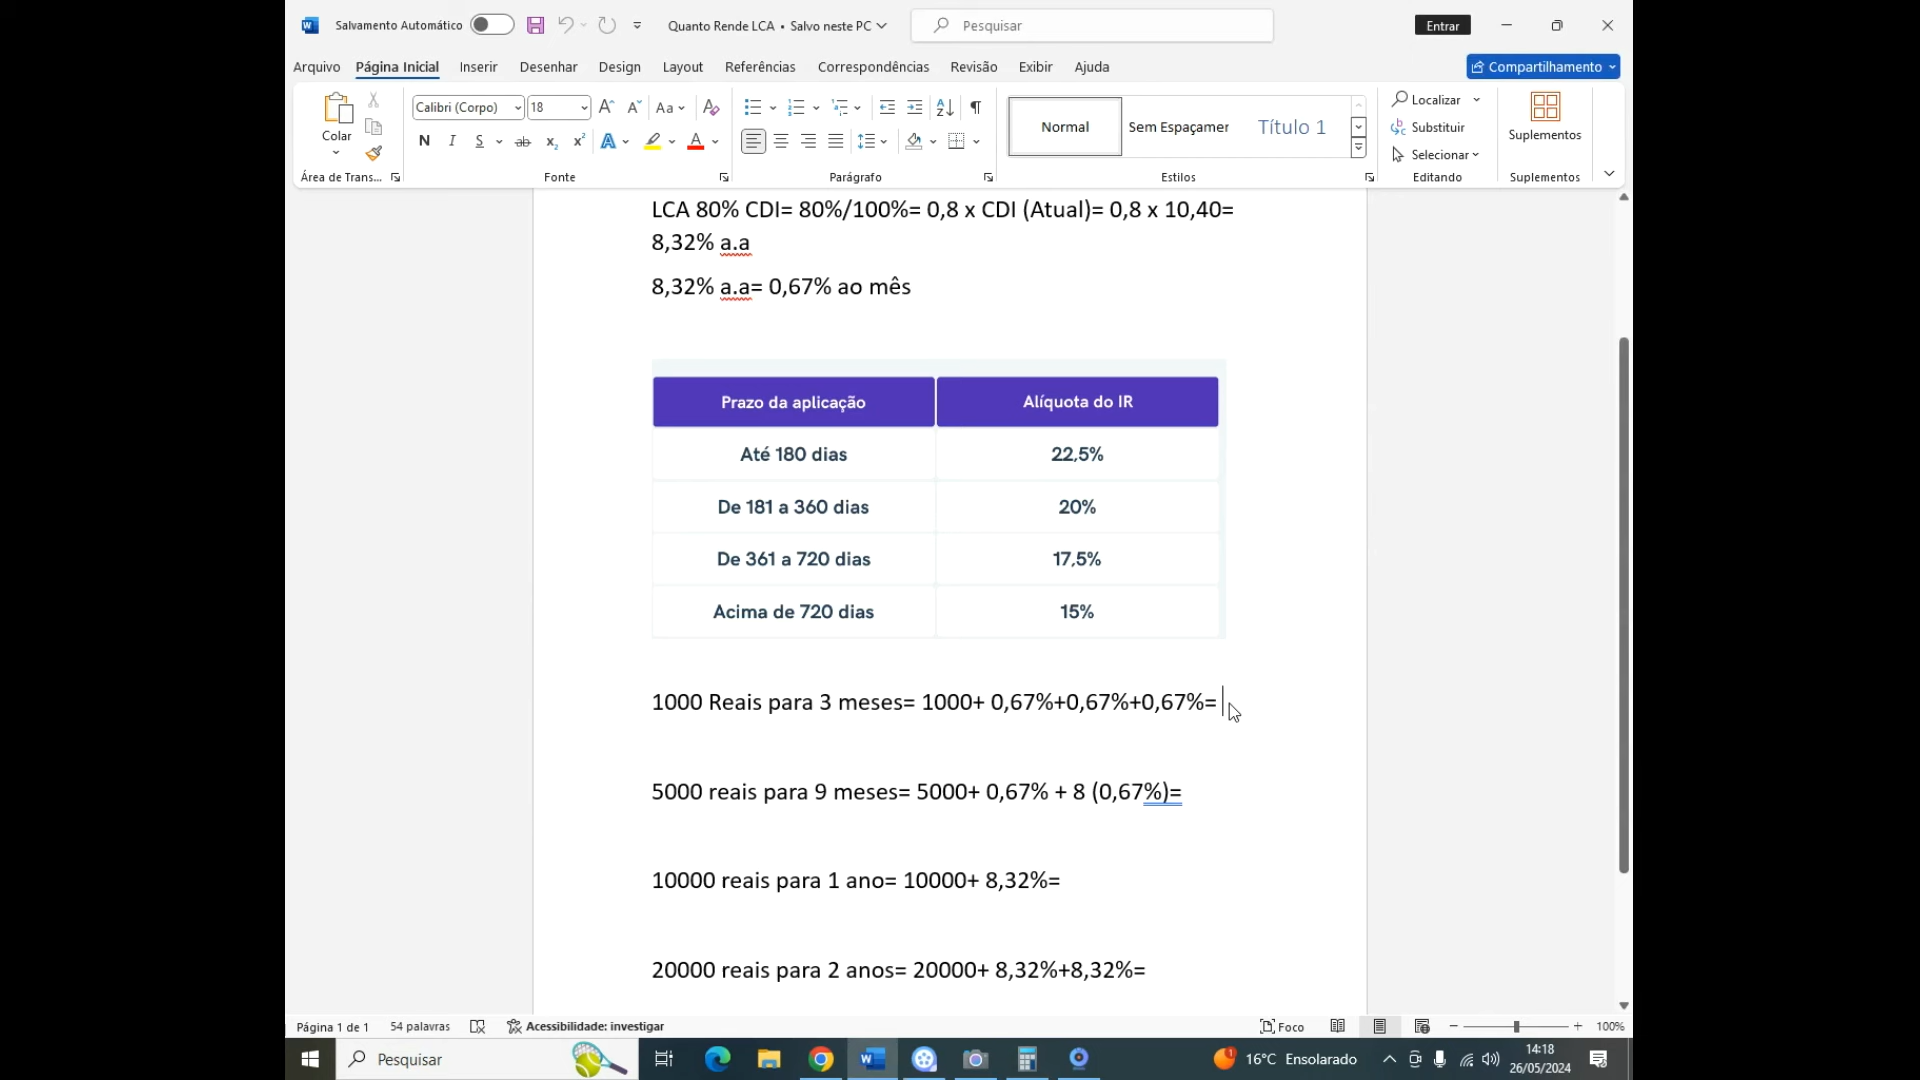 Salvamento Automático
Quanto Rende LCA • Salvo neste PC
Pesquisar
Entrar
Arquivo Página Inicial Inserir Desenhar Design Layout Referências Correspondências Revisão Exibir Ajuda
Compartilhamento
Colar
Calibri (Corpo) 18
Aa
N I S ab x₂ x² A A
Normal
Sem Espaçamer
Título 1
Localizar
Substituir
Selecionar
Suplementos
Área de Trans... Fonte Parágrafo Estilos Editando Suplementos
LCA 80% CDI= 80%/100%= 0,8 x CDI (Atual)= 0,8 x 10,40=
8,32% a.a
8,32% a.a= 0,67% ao mês
Prazo da aplicação Alíquota do IR
Até 180 dias 22,5%
De 181 a 360 dias 20%
De 361 a 720 dias 17,5%
Acima de 720 dias 15%
1000 Reais para 3 meses= 1000+ 0,67%+0,67%+0,67%=
5000 reais para 9 meses= 5000+ 0,67% + 8 (0,67%)=
10000 reais para 1 ano= 10000+ 8,32%=
20000 reais para 2 anos= 20000+ 8,32%+8,32%=
Página 1 de 1 54 palavras Acessibilidade: investigar Foco 100%
Pesquisar
16°C Ensolarado
14:18
26/05/2024